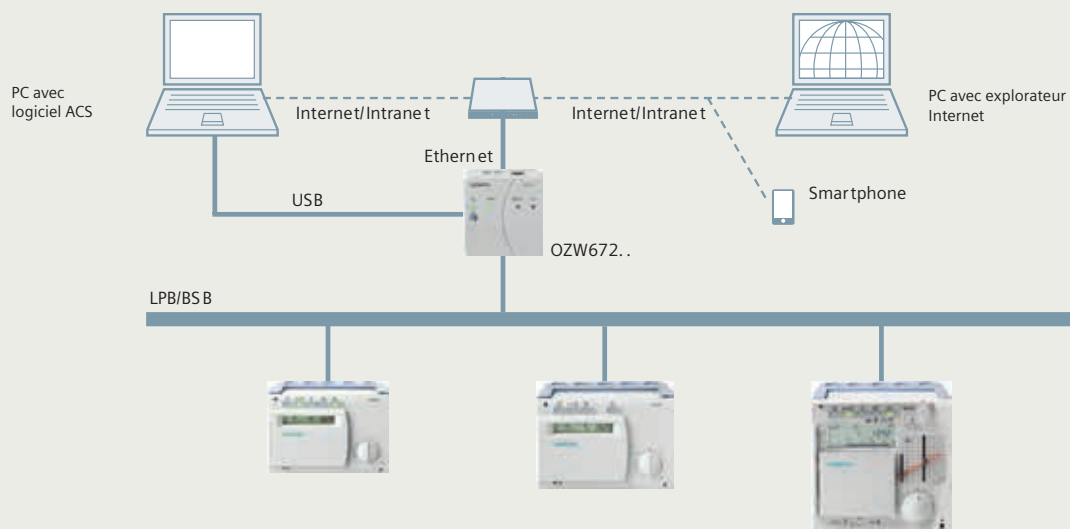 PC avec
logiciel ACS
Internet/Intranet
Internet/Intranet
PC avec explorateur
Internet
Ethernet
Smartphone
USB
OZW672..
LPB/BSB